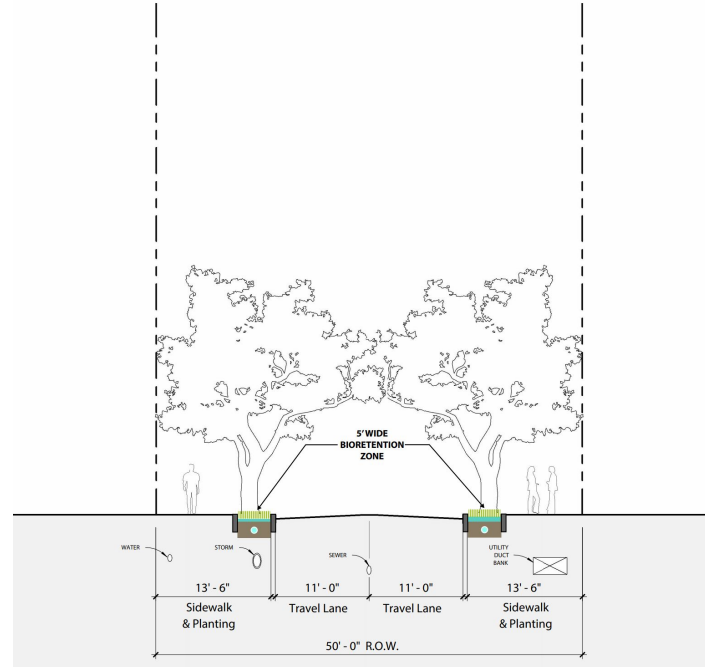 5' WIDE
BIORETENTION
ZONE
WATER
STORM
SEWER
UTILITY
DUCT
BANK
13' - 6"
11' - 0"
11' - 0"
13' - 6"
Sidewalk
& Planting
Travel Lane
Travel Lane
Sidewalk
& Planting
50' - 0" R.O.W.